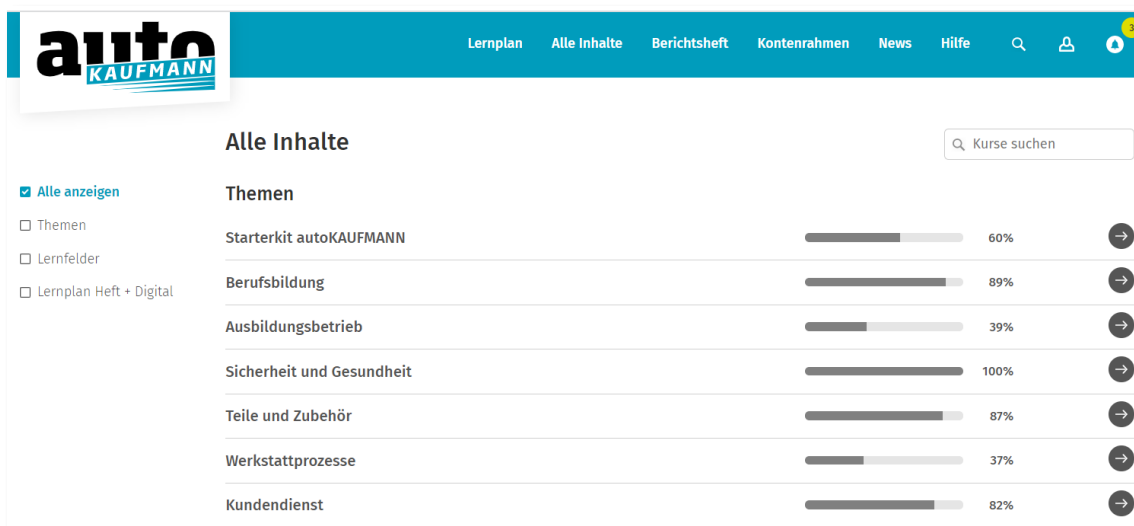 auto
KAUFMANN
Lernplan Alle Inhalte Berichtsheft Kontenrahmen News Hilfe
3
Alle Inhalte
Kurse suchen
Alle anzeigen
Themen
Lernfelder
Lernplan Heft + Digital
Themen
Starterkit autoKAUFMANN 60%
Berufsbildung 89%
Ausbildungsbetrieb 39%
Sicherheit und Gesundheit 100%
Teile und Zubehör 87%
Werkstattprozesse 37%
Kundendienst 82%